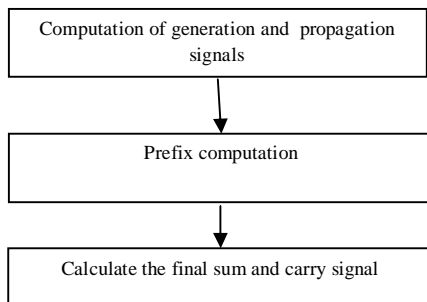 Computation of generation and propagation
signals
Prefix computation
Calculate the final sum and carry signal